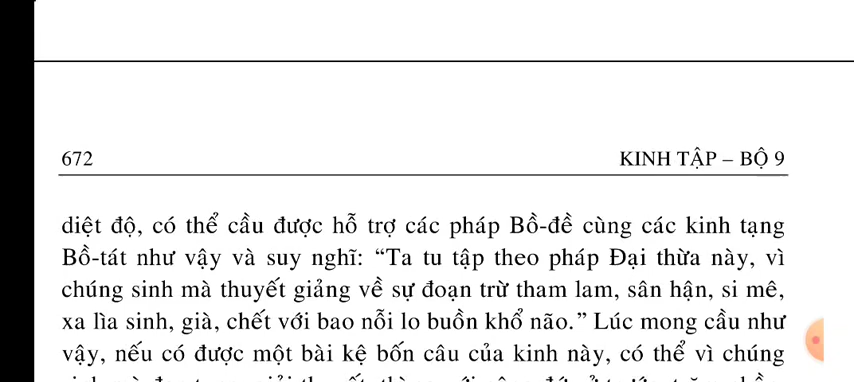 672 KINH TẬP – BỘ 9
diệt độ, có thể cầu được hỗ trợ các pháp Bồ-đề cùng các kinh tạng
Bồ-tát như vậy và suy nghĩ: “Ta tu tập theo pháp Đại thừa này, vì
chúng sinh mà thuyết giảng về sự đoạn trừ tham lam, sân hận, si mê,
xa lìa sinh, già, chết với bao nỗi lo buồn khổ não.” Lúc mong cầu như
vậy, nếu có được một bài kệ bốn câu của kinh này, có thể vì chúng